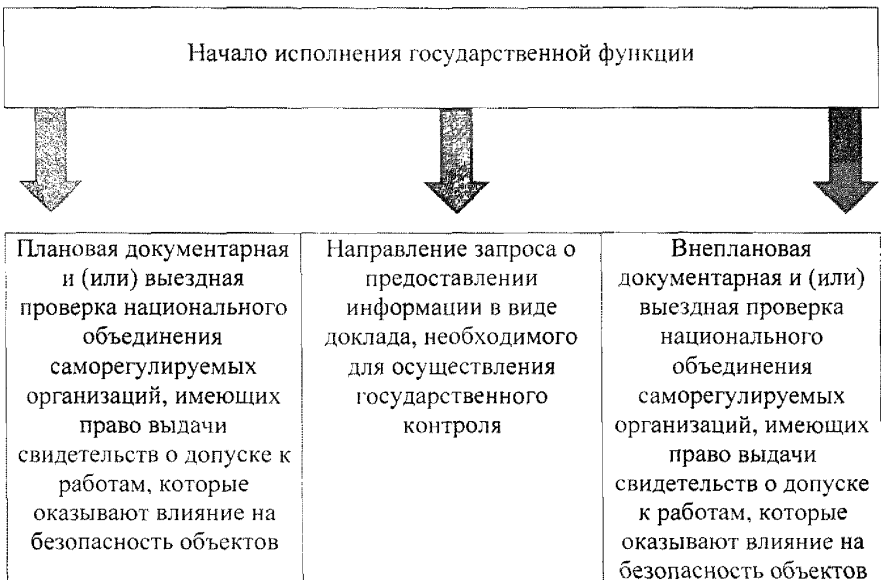 Начало исполнения государственной функции
Плановая документарная
и (или) выездная
проверка национального
объединения
саморегулируемых
организаций, имеющих
право выдачи
свидетельств о допуске к
работам, которые
оказывают влияние на
безопасность объектов
Направление запроса о
предоставлении
информации в виде
доклада, необходимого
для осуществления
государственного
контроля
Внеплановая
документарная и (или)
выездная проверка
национального
объединения
саморегулируемых
организаций, имеющих
право выдачи
свидетельств о допуске
к работам, которые
оказывают влияние на
безопасность объектов